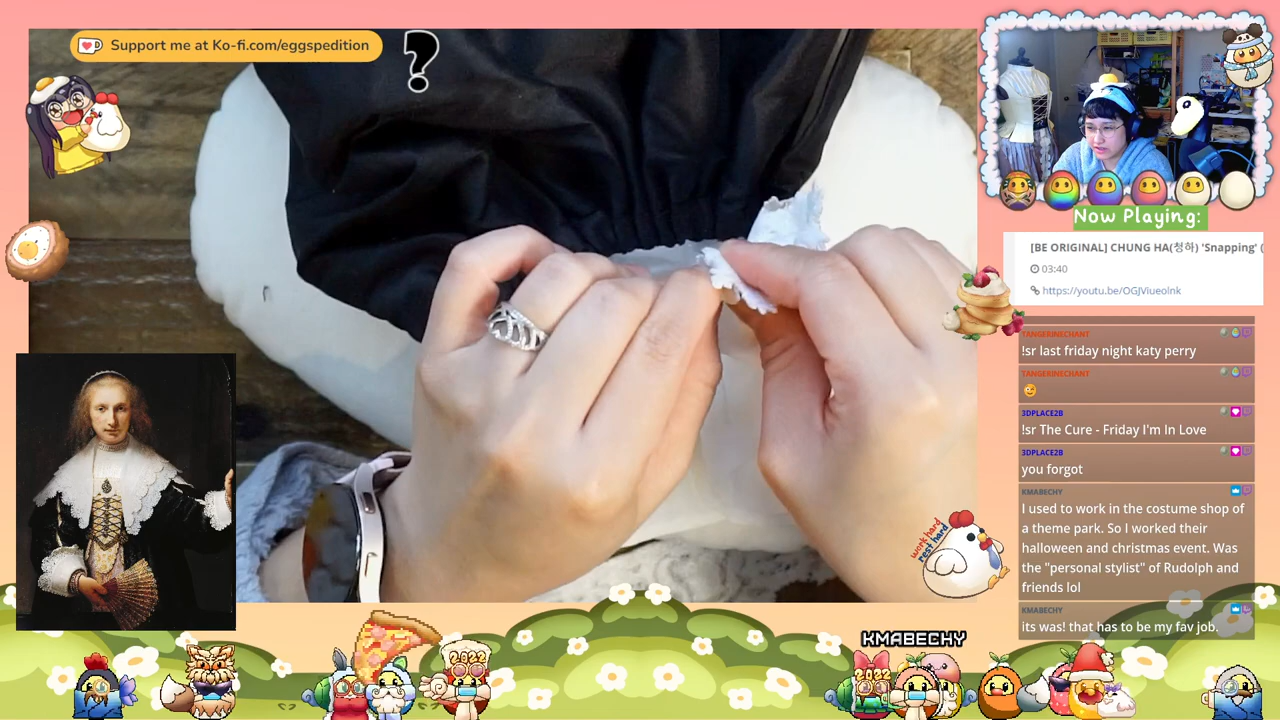 Support me at Ko-fi.com/eggspedition
?
Now Playing:
[BE ORIGINAL] CHUNG HA(청하) 'Snapping' (
03:40
https://youtu.be/OGJViueolnk
TANGERINECHANT
!sr last friday night katy perry
TANGERINECHANT
3DPLACE2B
!sr The Cure - Friday I'm In Love
3DPLACE2B
you forgot
KMABECHY
I used to work in the costume shop of
a theme park. So I worked their
halloween and christmas event. Was
the "personal stylist" of Rudolph and
friends lol
KMABECHY
its was! that has to be my fav job.
work hard
rest hard
KMABECHY
2022
2022